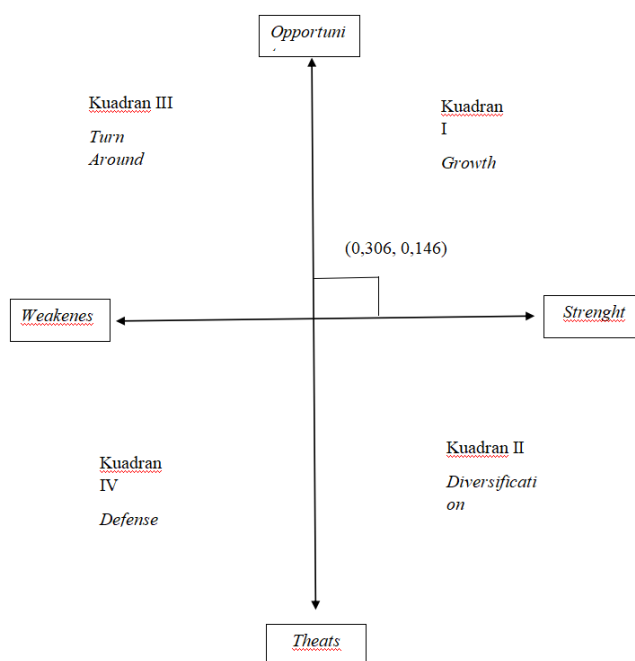 Opportuni
Kuadran III
Turn
Around
Kuadran
I
Growth
(0,306, 0,146)
Weakenes
Strenght
Kuadran
IV
Defense
Kuadran II
Diversificati
on
Theats